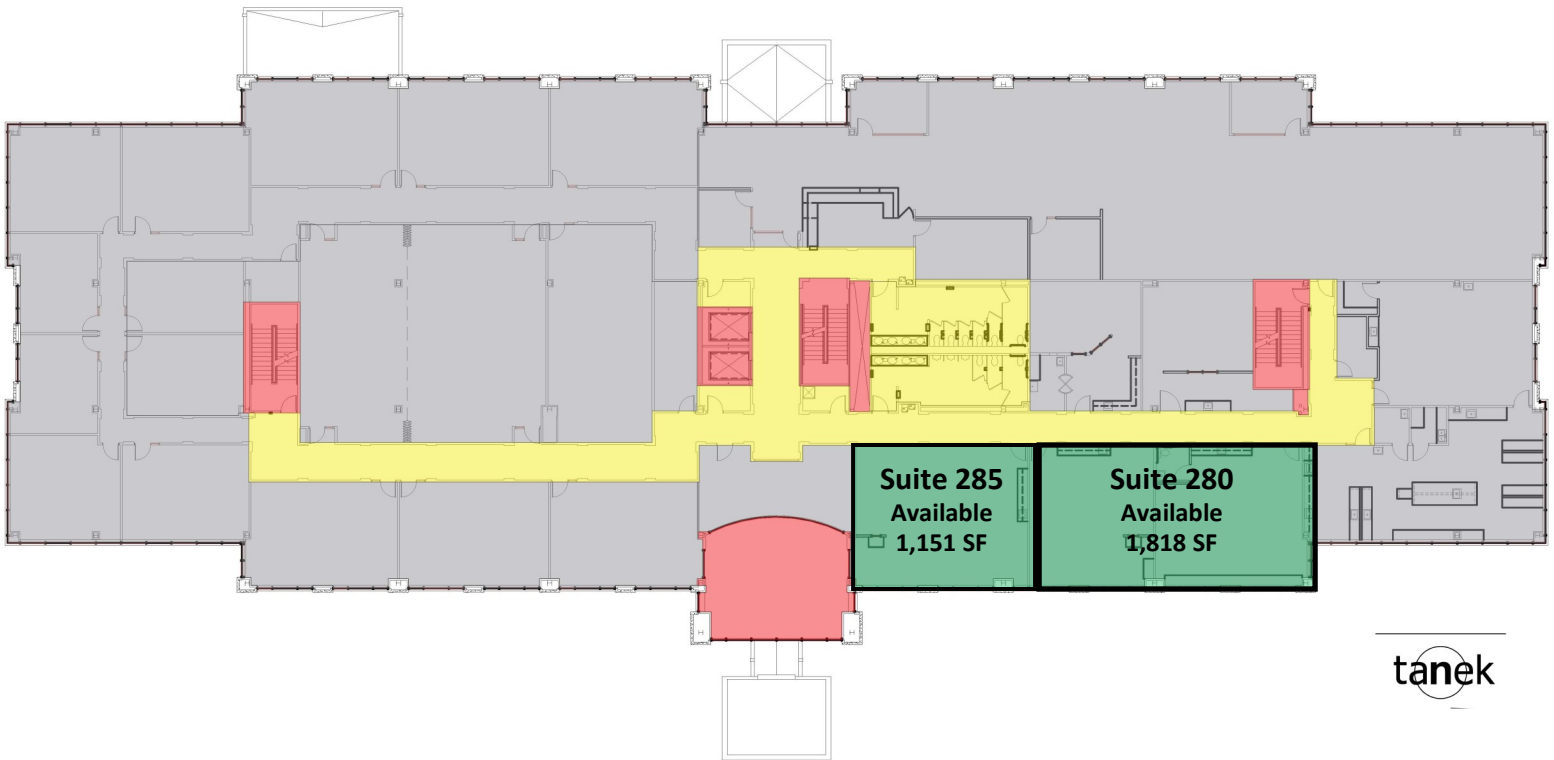 Suite 285
Available
1,151 SF
Suite 280
Available
1,818 SF
tanek